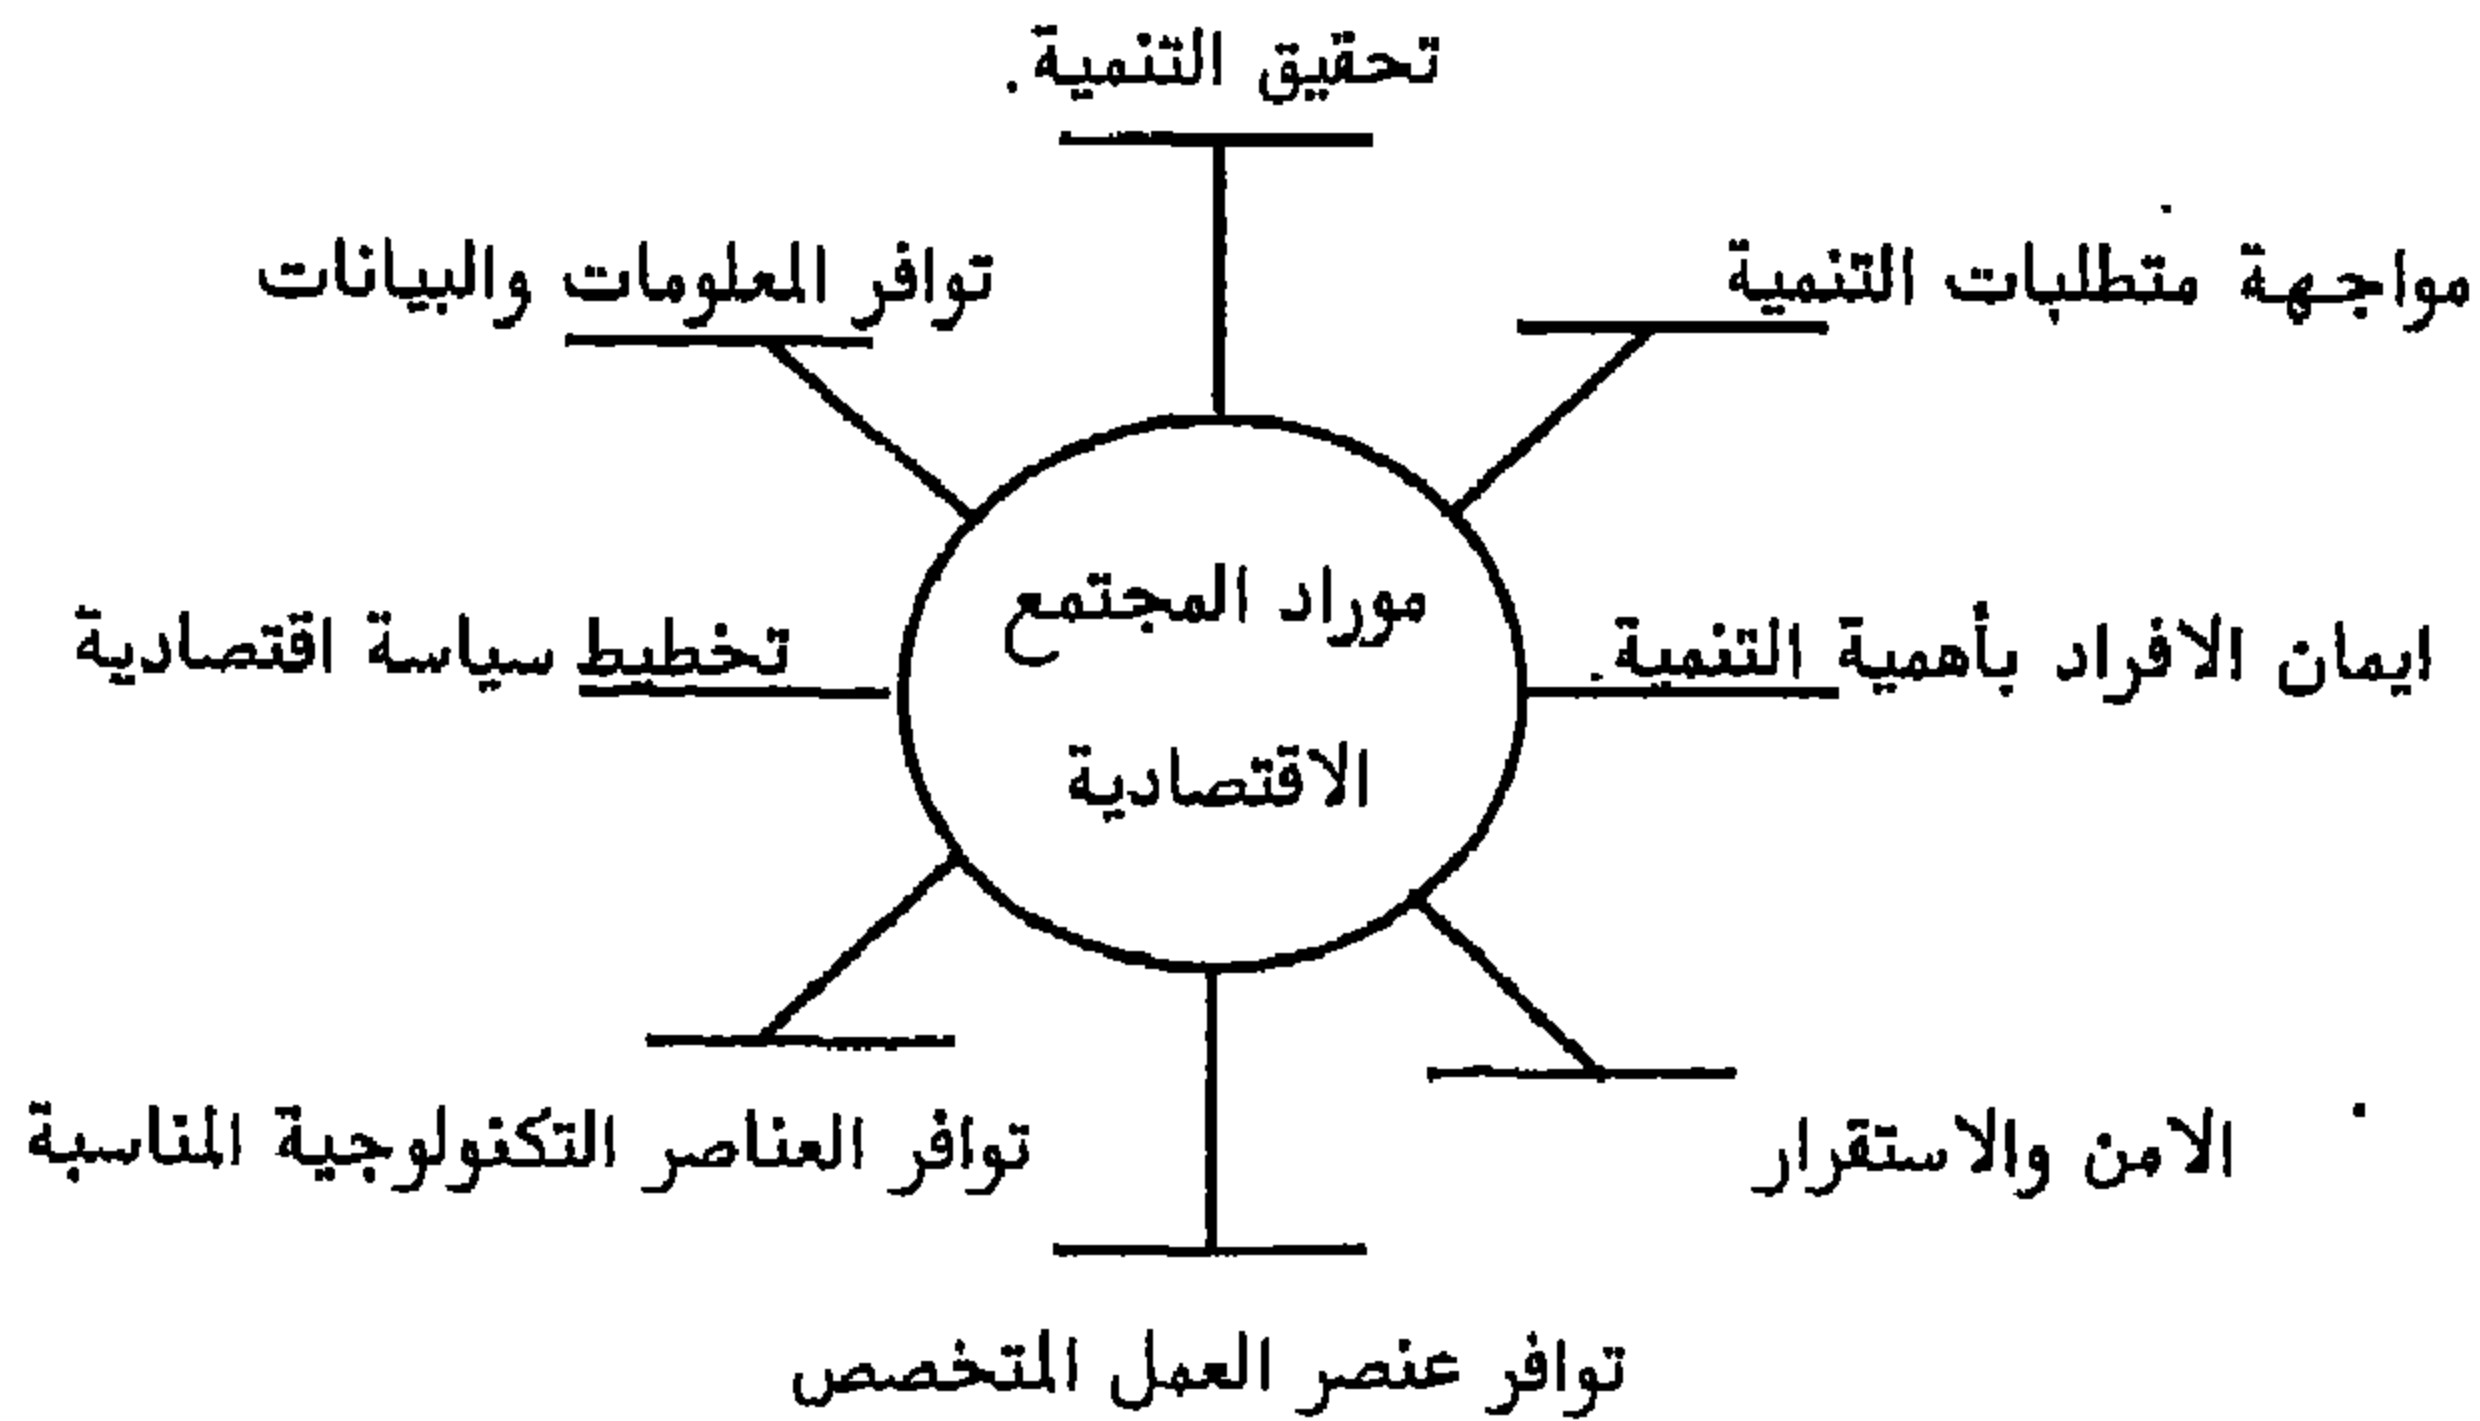 تحقيق التنمية.
مواجهة متطلبات التنمية
توافر المعلومات والبيانات
موراد المجتمع
الاقتصادية
ايمان الافراد بأهمية التنمية.
تخطيط سياسة اقتصادية
الامن والاستقرار
توافر العناصر التكنولوجية المناسبة
توافر عنصر العمل المتخصص